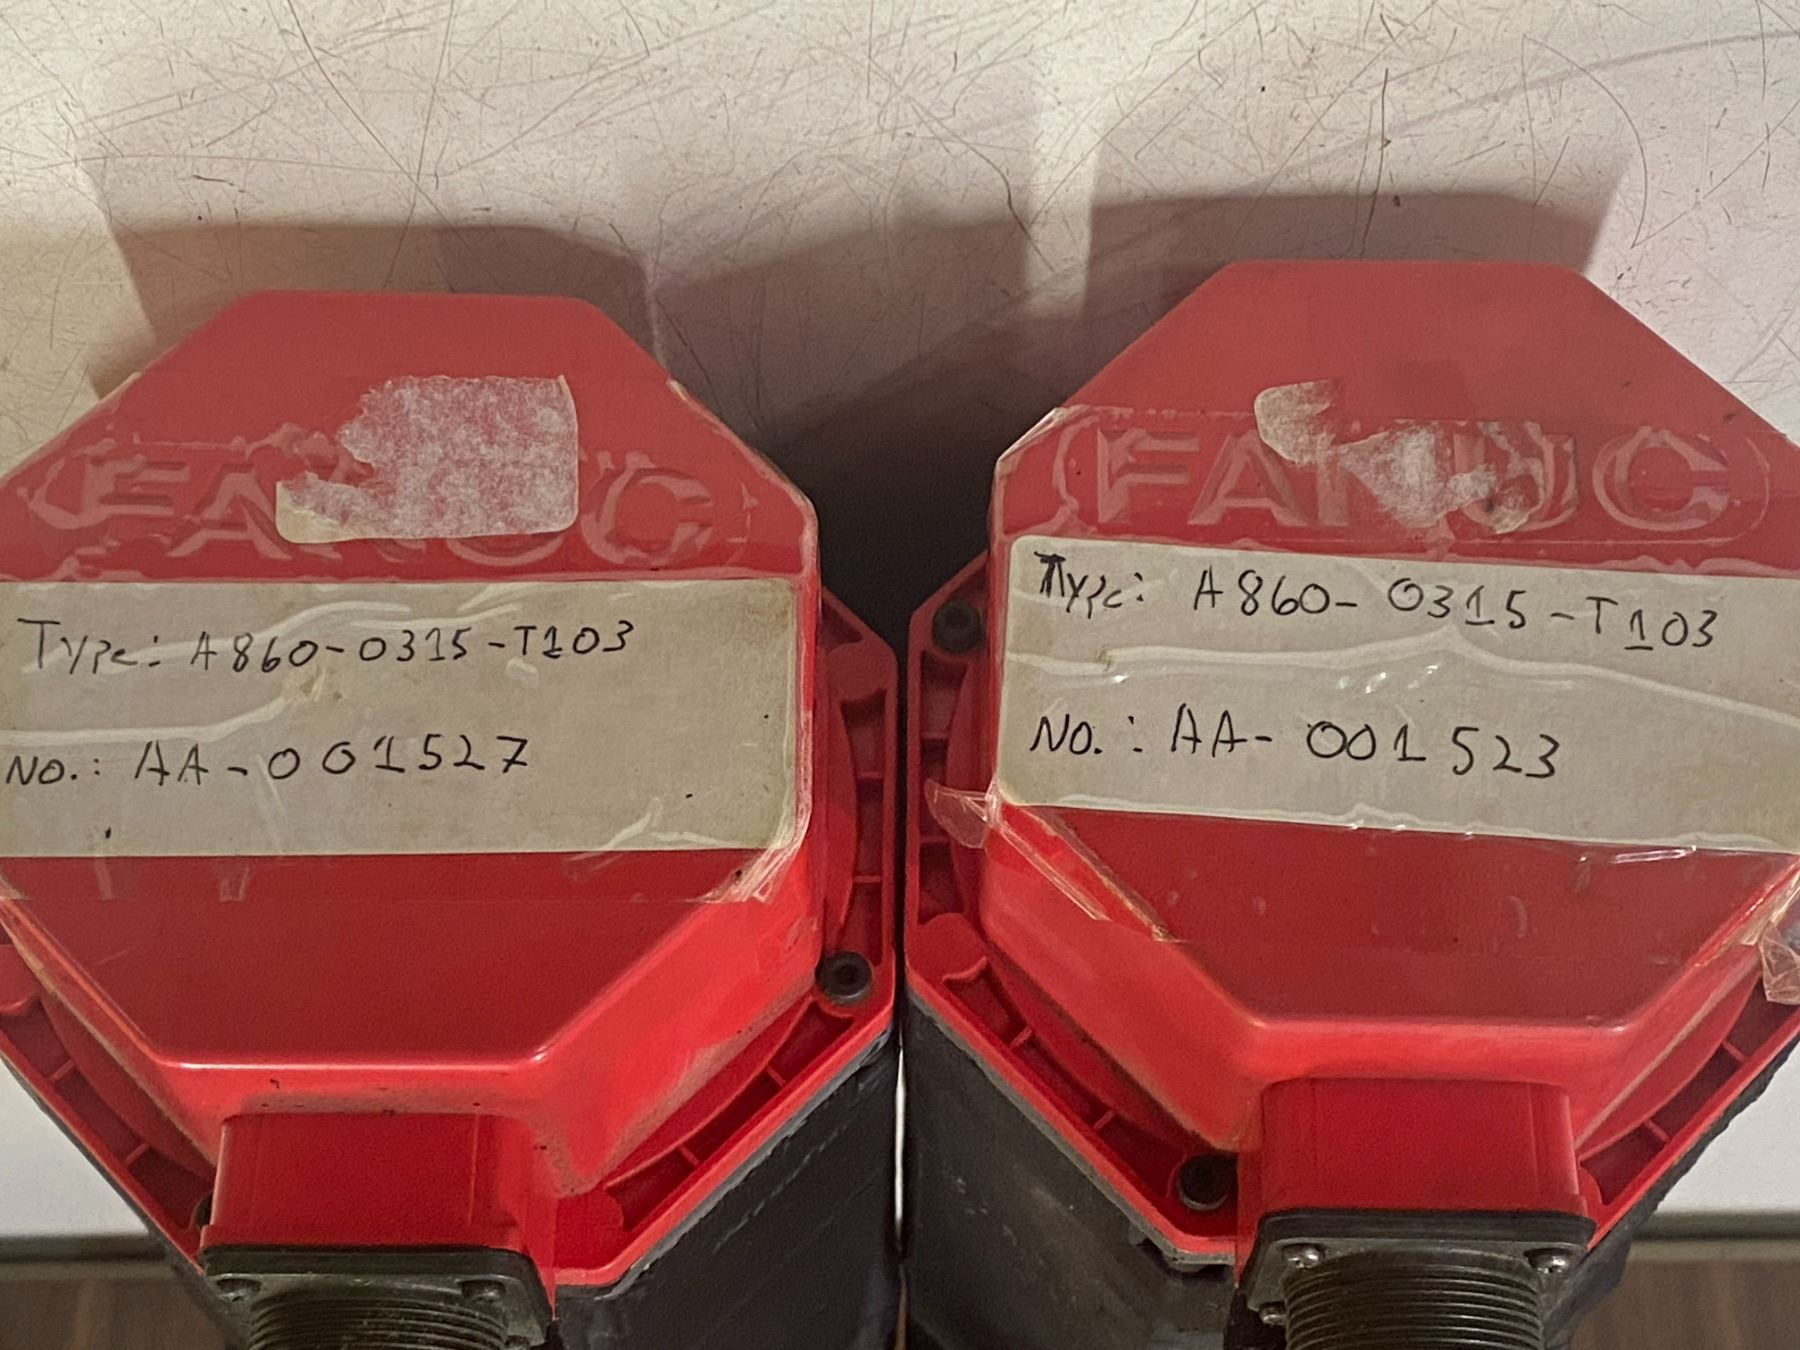 FANUC
Type: A860-0315-T103
No.: AA-001527
FANUC
Type: A860-0315-T103
No.: AA-001523